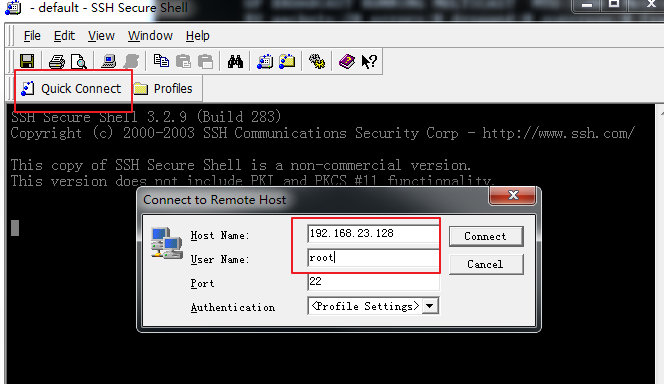 - default - SSH Secure Shell
File Edit View Window Help
Quick Connect Profiles
SSH Secure Shell 3.2.9 (Build 283)
Copyright (c) 2000-2003 SSH Communications Security Corp - http://www.ssh.com/
This copy of SSH Secure Shell is a non-commercial version.
This version does not include PKI and PKCS #11 functionality.
Connect to Remote Host
Host Name: 192.168.23.128 Connect
User Name: root Cancel
Port 22
Authentication <Profile Settings>